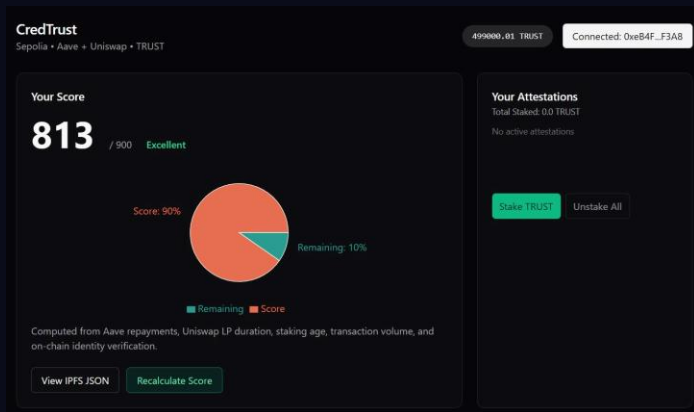 CredTrust
Sepolia • Aave + Uniswap • TRUST
499000.01 TRUST
Connected: 0xeB4F...F3A8
Your Score
813 / 900 Excellent
Score: 90%
Remaining: 10%
Remaining Score
Computed from Aave repayments, Uniswap LP duration, staking age, transaction volume, and
on-chain identity verification.
View IPFS JSON
Recalculate Score
Your Attestations
Total Staked: 0.0 TRUST
No active attestations
Stake TRUST
Unstake All